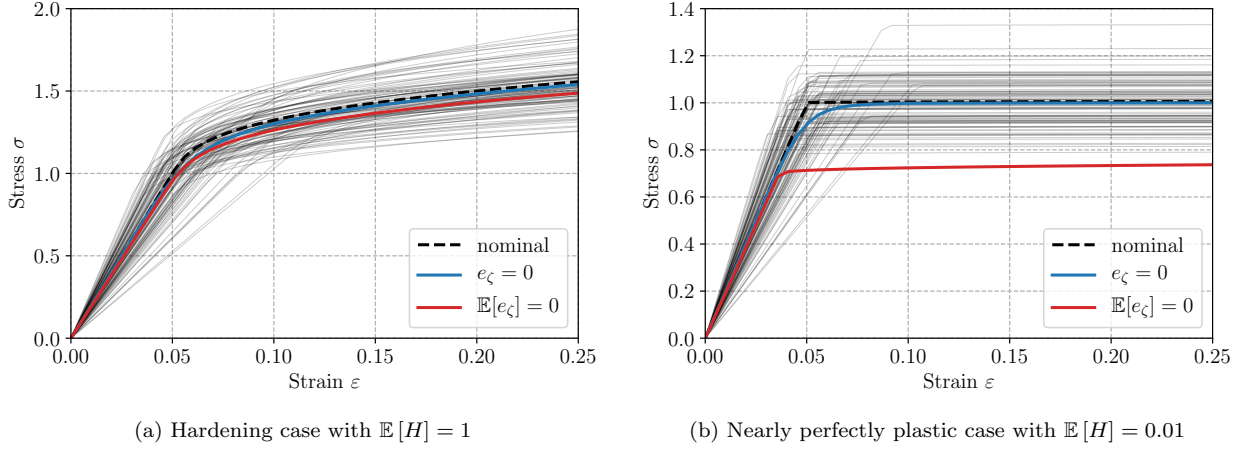 2.0
1.5
1.0
0.5
0.0
Stress σ
0.00 0.05 0.10 0.15 0.20 0.25
Strain ε
nominal
e_ζ = 0
𝔼[e_ζ] = 0
(a) Hardening case with 𝔼 [H] = 1
1.4
1.2
1.0
0.8
0.6
0.4
0.2
0.0
Stress σ
0.00 0.05 0.10 0.15 0.20 0.25
Strain ε
nominal
e_ζ = 0
𝔼[e_ζ] = 0
(b) Nearly perfectly plastic case with 𝔼 [H] = 0.01